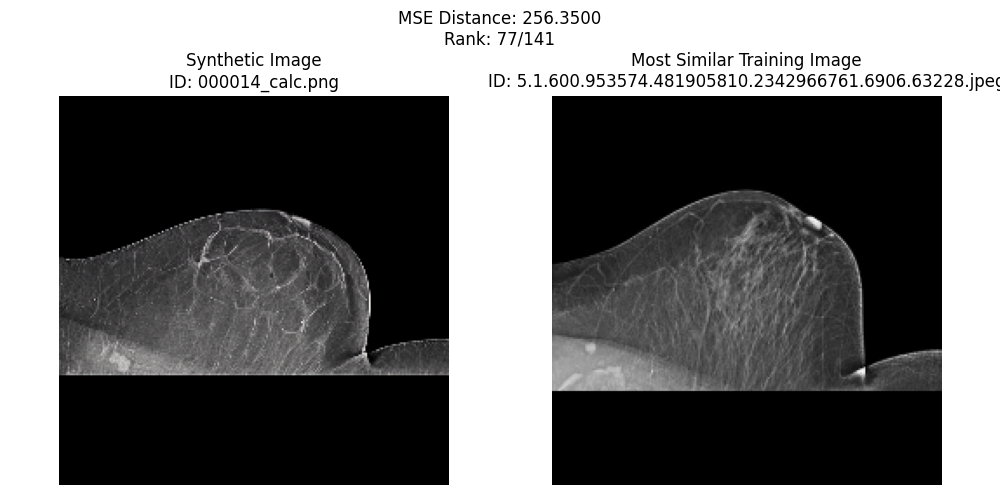 MSE Distance: 256.3500
Rank: 77/141
Synthetic Image
ID: 000014_calc.png
Most Similar Training Image
ID: 5.1.600.953574.481905810.2342966761.6906.63228.jpeg